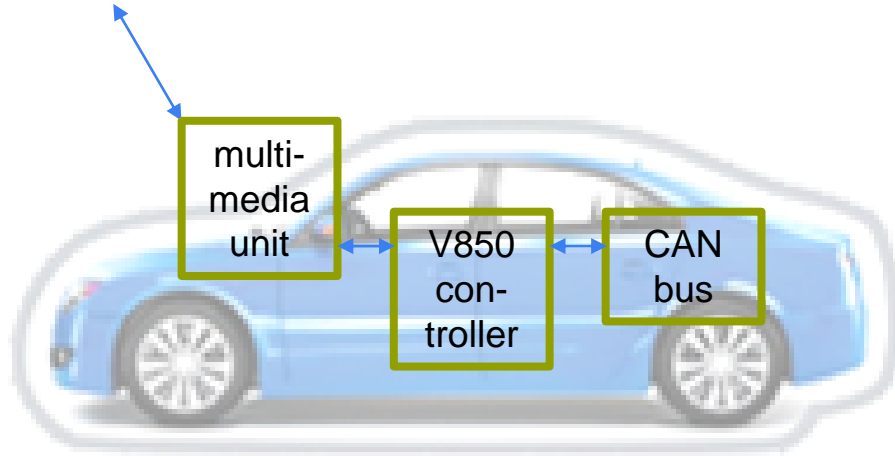 multi-
media
unit
V850
con-
troller
CAN
bus